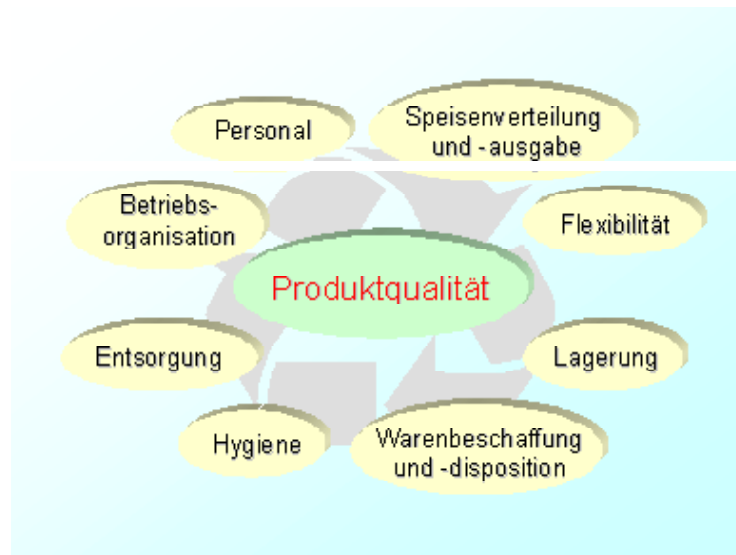 Personal
Speisenverteilung
und -ausgabe
Betriebs-
organisation
Flexibilität
Produktqualität
Entsorgung
Lagerung
Hygiene
Warenbeschaffung
und -disposition